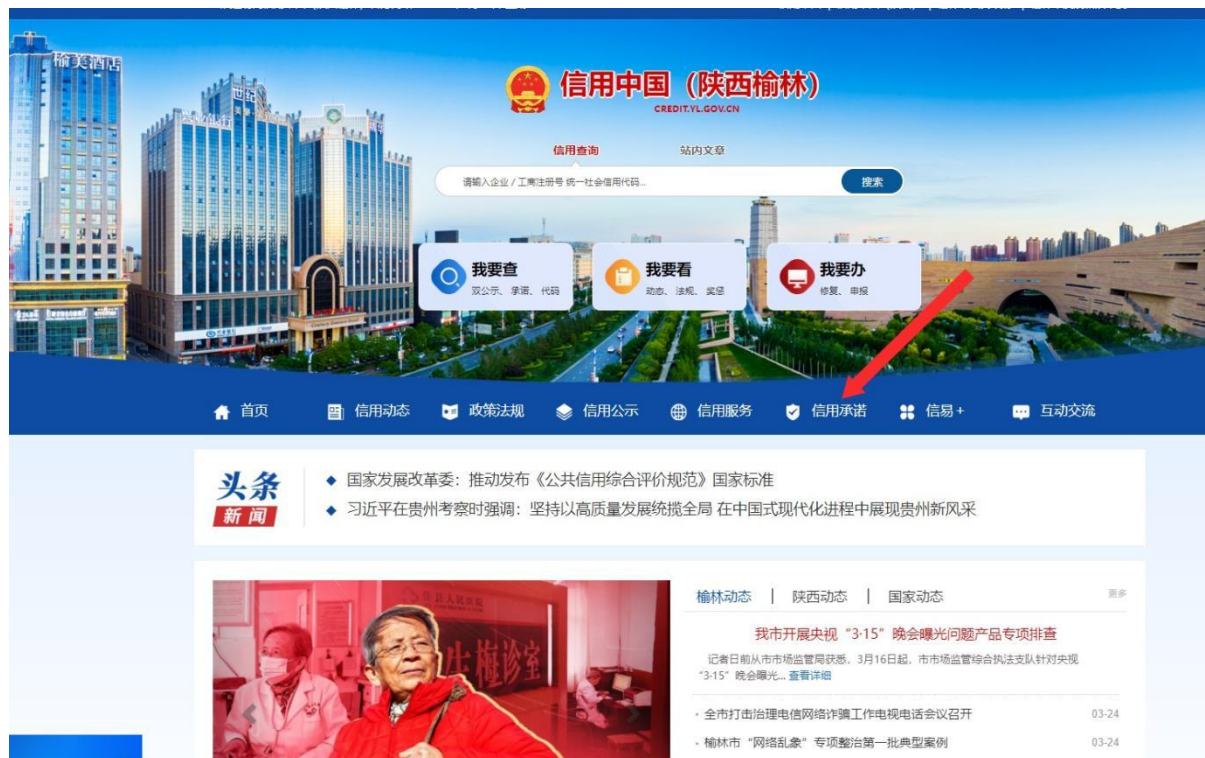 信用中国（陕西榆林）
CREDIT.YL.GOV.CN
信用查询
站内文章
请输入企业 / 工商注册号 统一社会信用代码...
搜索
我要查
双公示、承诺、代码
我要看
动态、法规、奖惩
我要办
修复、申报
榆美酒店
世纪
首页
信用动态
政策法规
信用公示
信用服务
信用承诺
信易+
互动交流
头条
新闻
国家发展改革委：推动发布《公共信用综合评价规范》国家标准
习近平在贵州考察时强调：坚持以高质量发展统揽全局 在中国式现代化进程中展现贵州新风采
榆林动态 | 陕西动态 | 国家动态
更多
我市开展央视“3·15”晚会曝光问题产品专项排查
记者日前从市市场监管局获悉，3月16日起，市市场监管综合执法支队针对央视
“3·15”晚会曝光... 查看详细
全市打击治理电信网络诈骗工作电视电话会议召开 03-24
榆林市“网络乱象”专项整治第一批典型案例 03-24